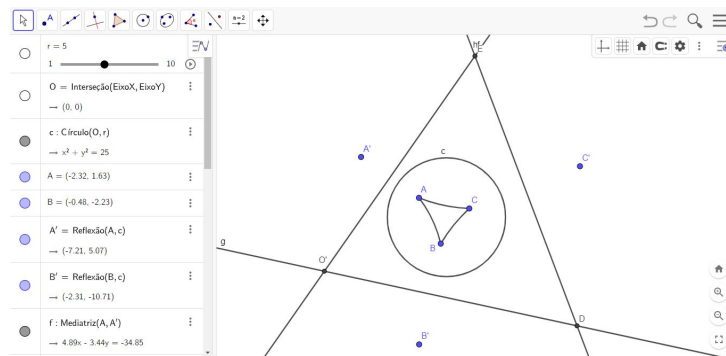 A
a=2
r = 5
1
10
O = Interseção(EixoX, EixoY)
→ (0, 0)
c : Círculo(O, r)
→ x² + y² = 25
A = (-2.32, 1.63)
B = (-0.48, -2.23)
A' = Reflexão(A, c)
→ (-7.21, 5.07)
B' = Reflexão(B, c)
→ (-2.31, -10.71)
f : Mediatriz(A, A')
→ 4.89x - 3.44y = -34.85
E
A'
c
C'
A
C
B
g
O'
D
B'